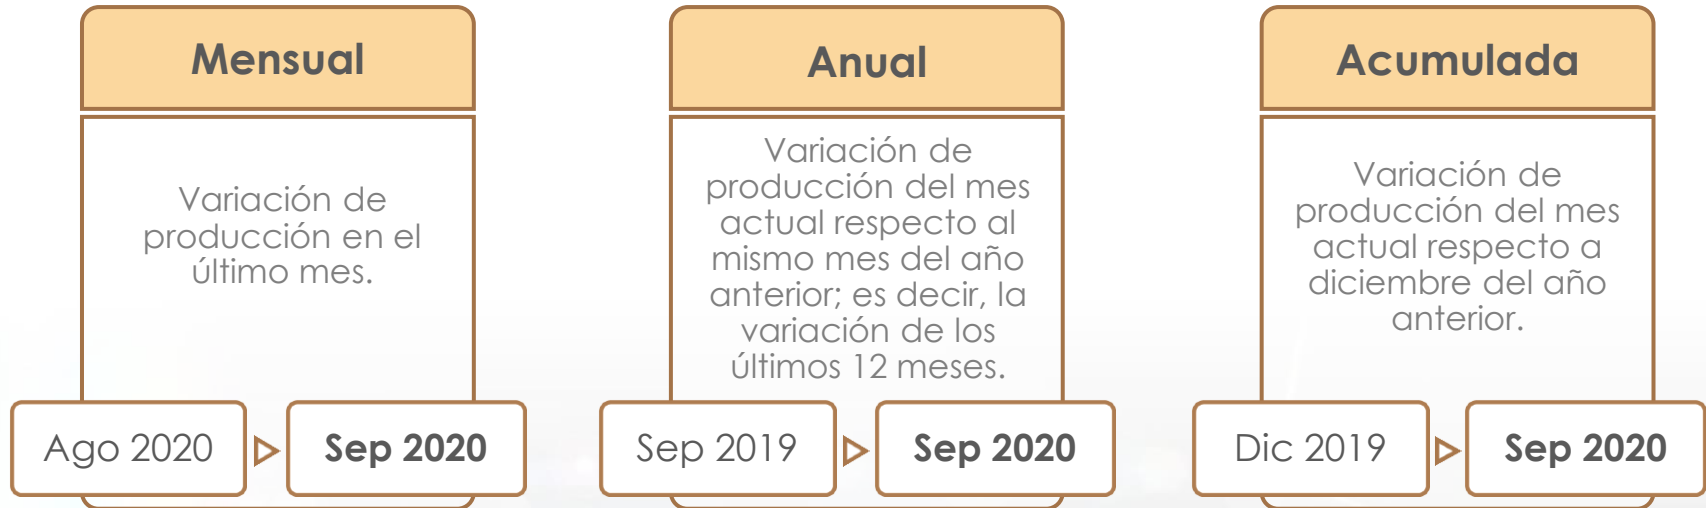 Mensual
Variación de
producción en el
último mes.
Ago 2020
Sep 2020
Anual
Variación de
producción del mes
actual respecto al
mismo mes del año
anterior; es decir, la
variación de los
últimos 12 meses.
Sep 2019
Sep 2020
Acumulada
Variación de
producción del mes
actual respecto a
diciembre del año
anterior.
Dic 2019
Sep 2020